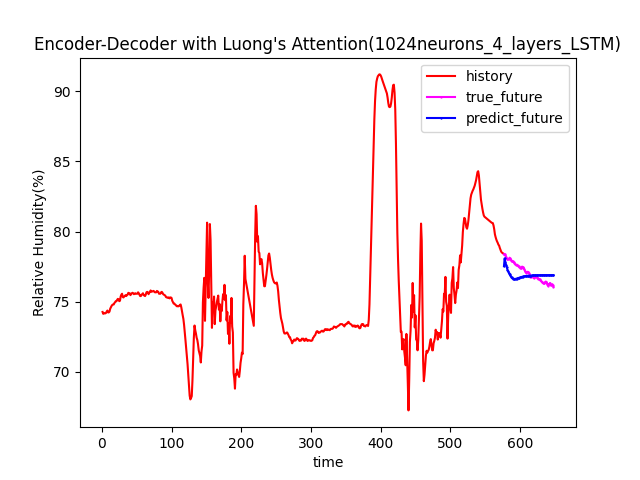 Encoder-Decoder with Luong's Attention(1024neurons_4_layers_LSTM)
history
true_future
predict_future
90
85
80
75
70
Relative Humidity(%)
0 100 200 300 400 500 600
time